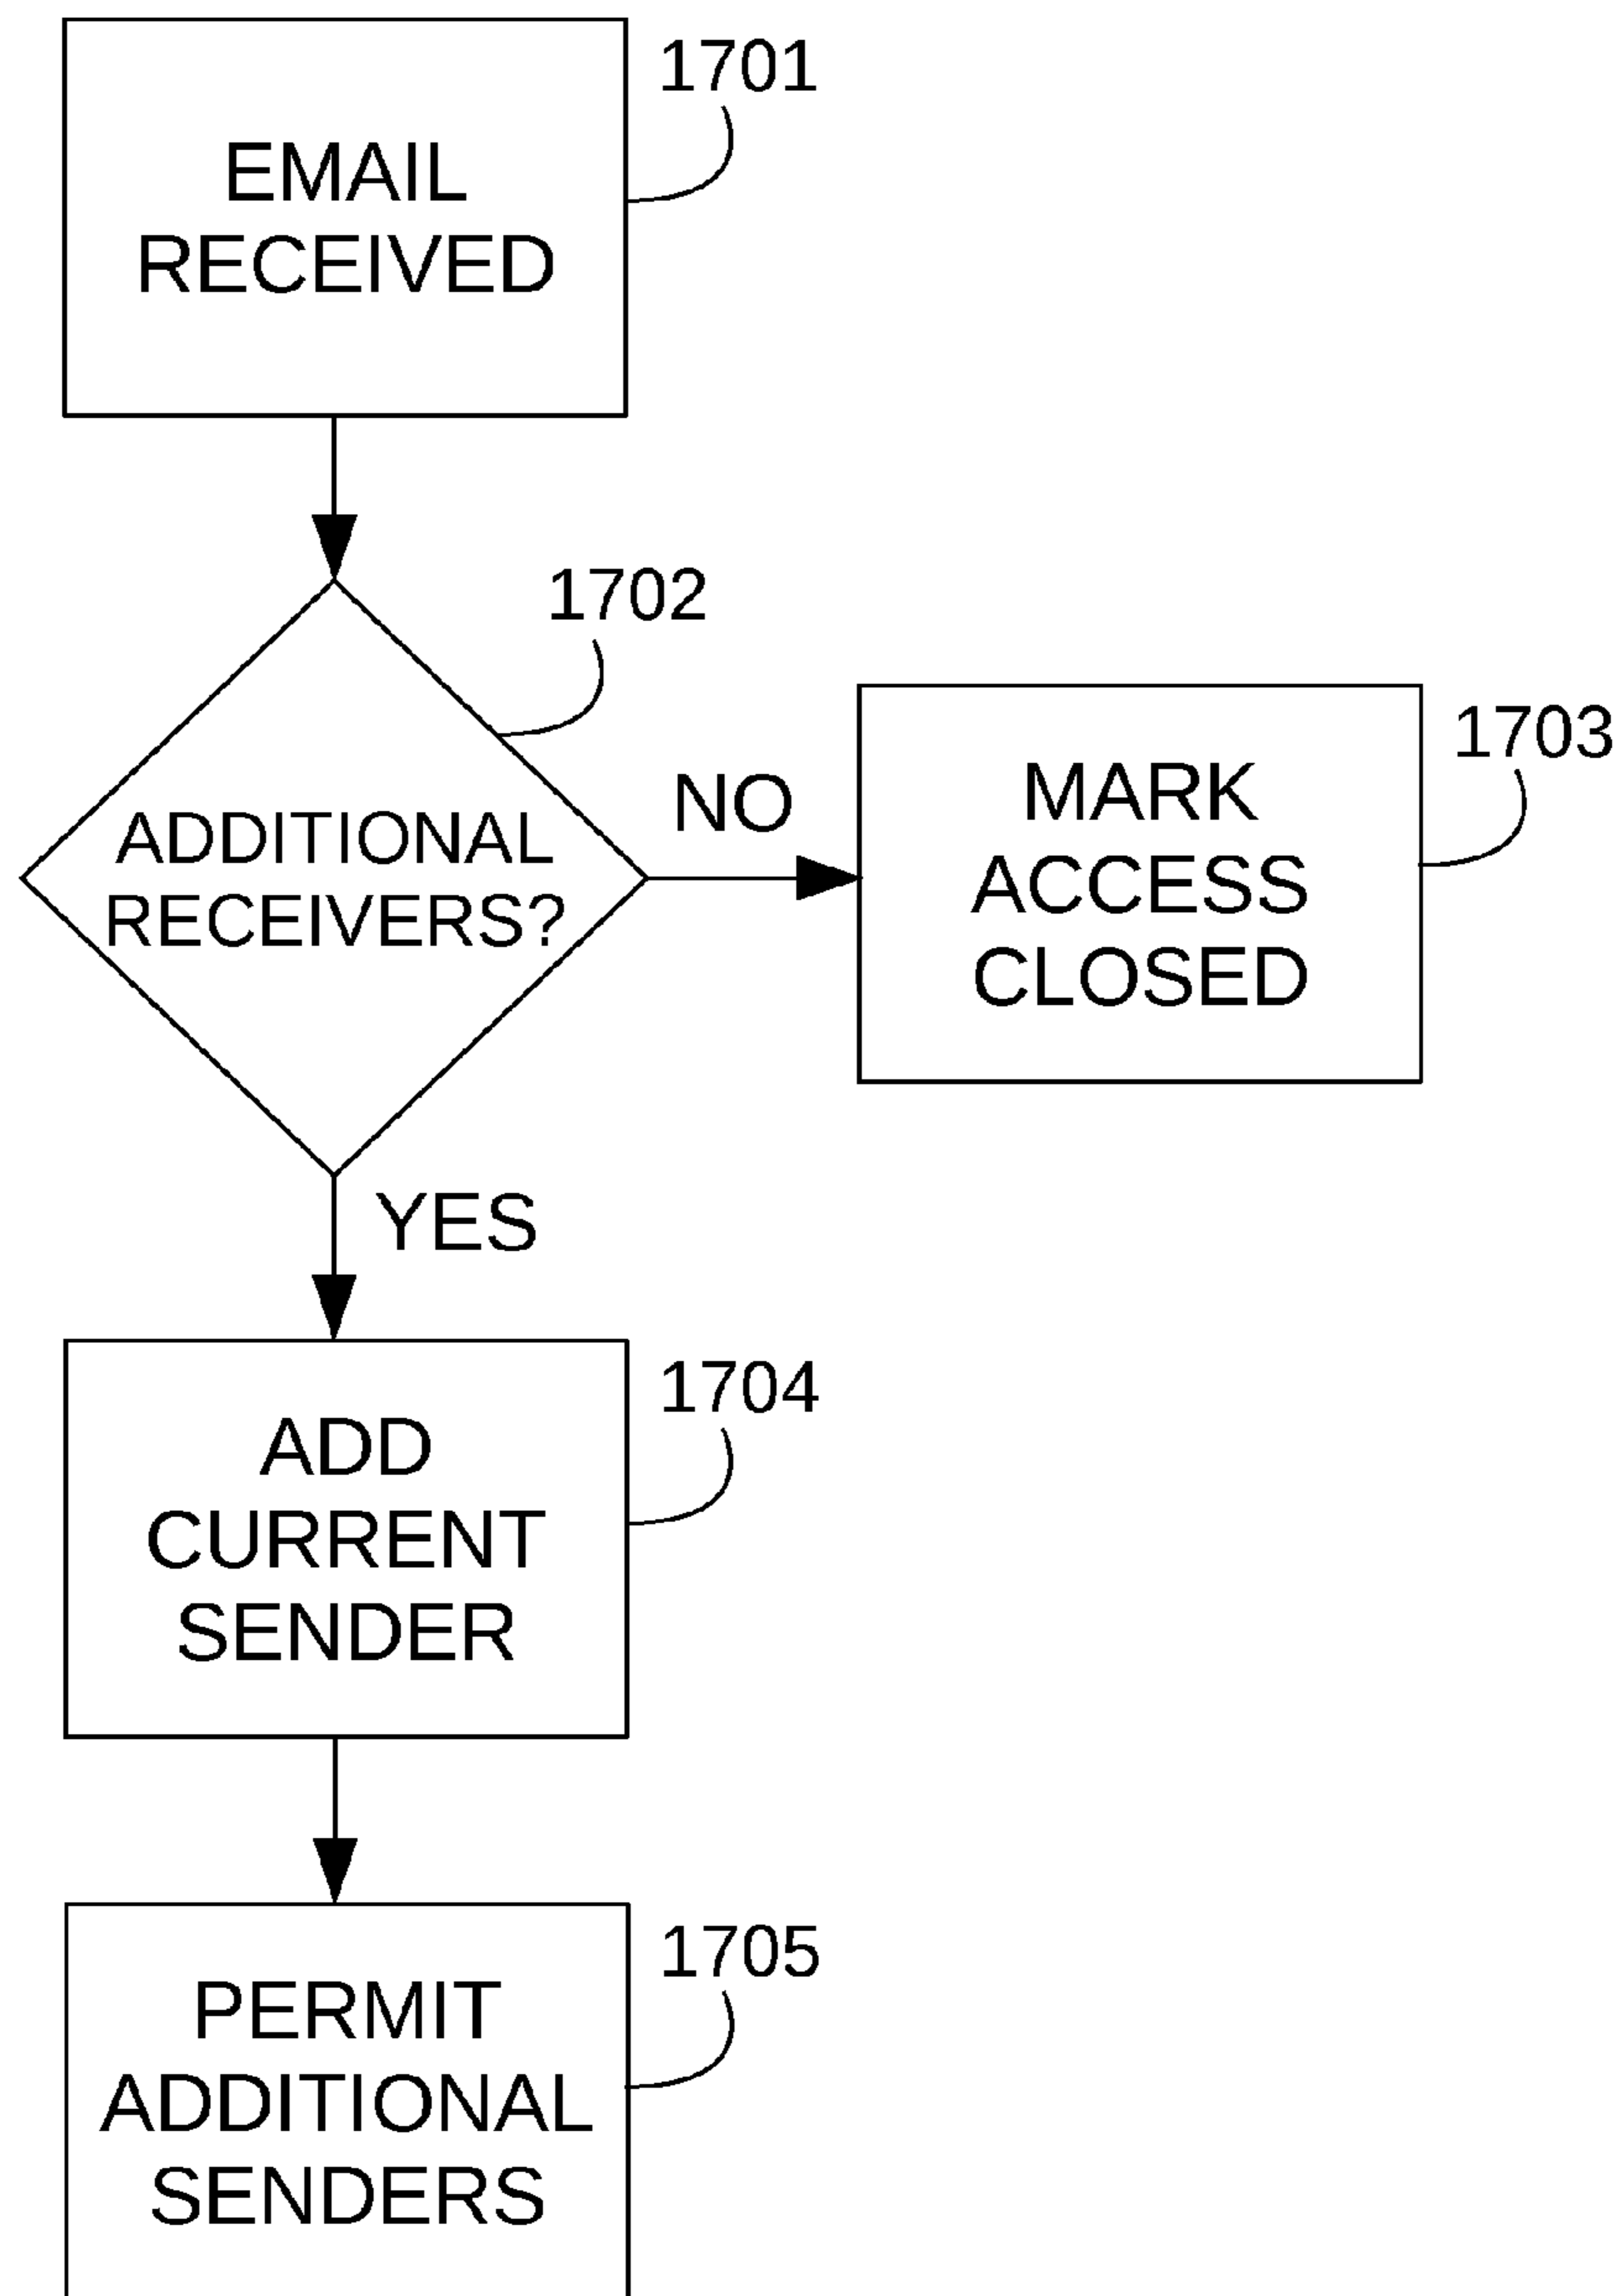 1701
EMAIL
RECEIVED
1702
ADDITIONAL
RECEIVERS?
NO
1703
MARK
ACCESS
CLOSED
YES
1704
ADD
CURRENT
SENDER
1705
PERMIT
ADDITIONAL
SENDERS